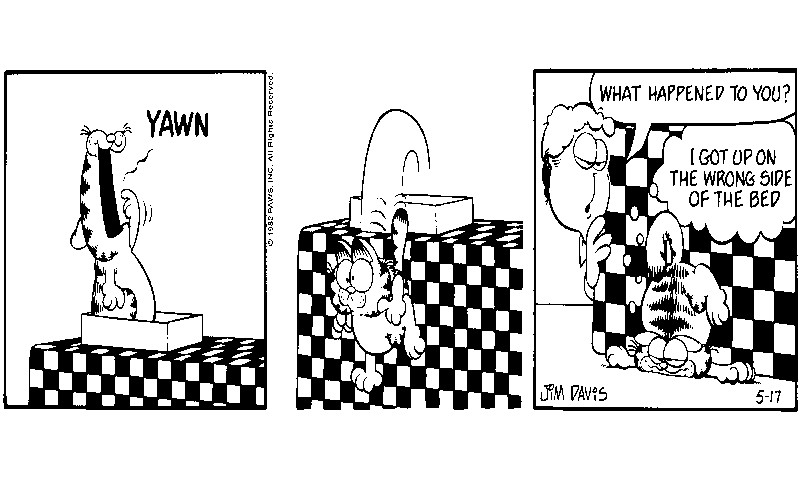 YAWN
© 1982 PAWS, INC. All Rights Reserved.
WHAT HAPPENED TO YOU?
I GOT UP ON
THE WRONG SIDE
OF THE BED
JIM DAVIS
5-17